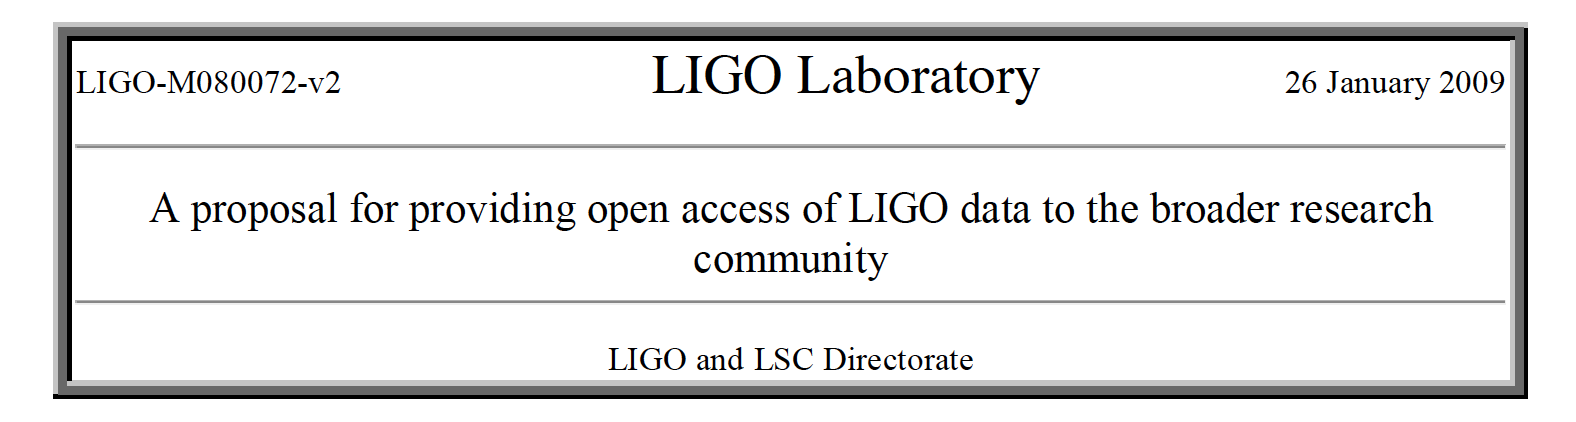 LIGO-M080072-v2 LIGO Laboratory 26 January 2009
A proposal for providing open access of LIGO data to the broader research
community
LIGO and LSC Directorate